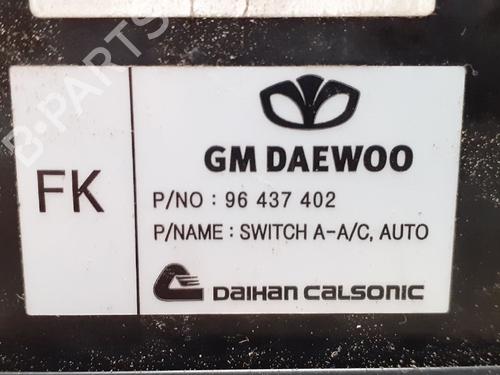 FK
GM DAEWOO
P/NO : 96 437 402
P/NAME : SWITCH A-A/C, AUTO
DAIHAN CALSONIC
B-PARTS